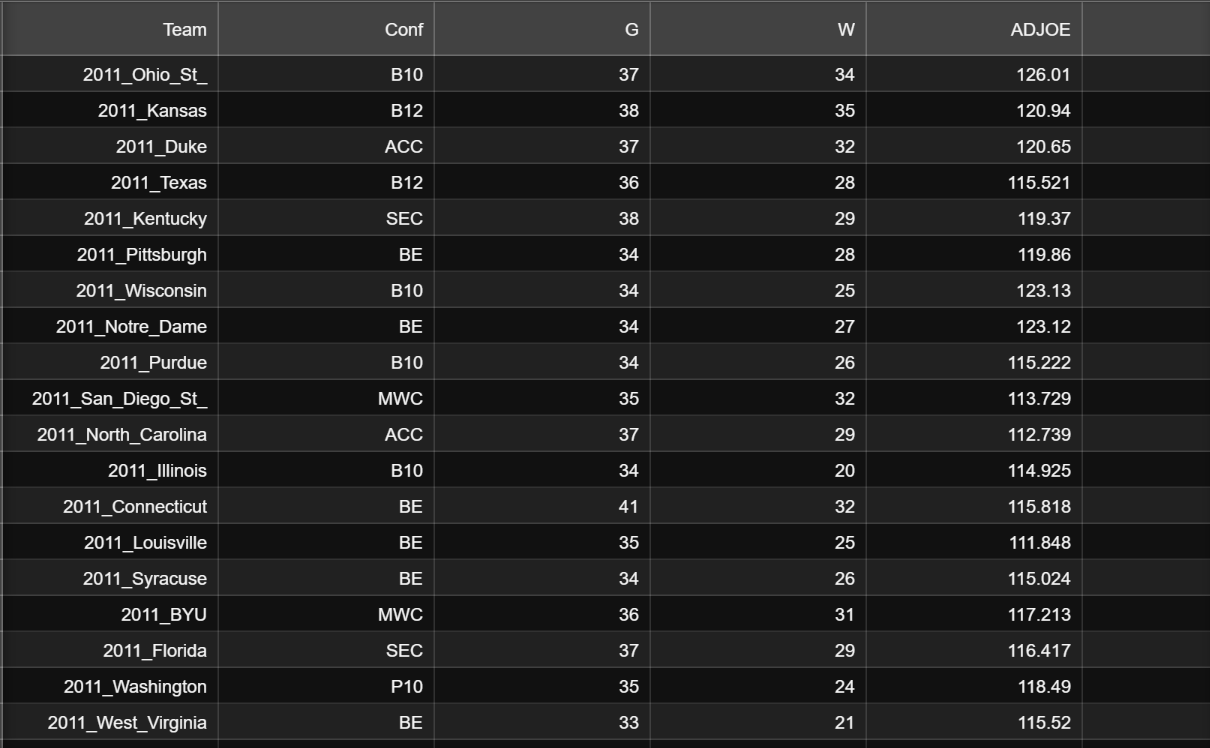 Team Conf G W ADJOE
2011_Ohio_St_ B10 37 34 126.01
2011_Kansas B12 38 35 120.94
2011_Duke ACC 37 32 120.65
2011_Texas B12 36 28 115.521
2011_Kentucky SEC 38 29 119.37
2011_Pittsburgh BE 34 28 119.86
2011_Wisconsin B10 34 25 123.13
2011_Notre_Dame BE 34 27 123.12
2011_Purdue B10 34 26 115.222
2011_San_Diego_St_ MWC 35 32 113.729
2011_North_Carolina ACC 37 29 112.739
2011_Illinois B10 34 20 114.925
2011_Connecticut BE 41 32 115.818
2011_Louisville BE 35 25 111.848
2011_Syracuse BE 34 26 115.024
2011_BYU MWC 36 31 117.213
2011_Florida SEC 37 29 116.417
2011_Washington P10 35 24 118.49
2011_West_Virginia BE 33 21 115.52